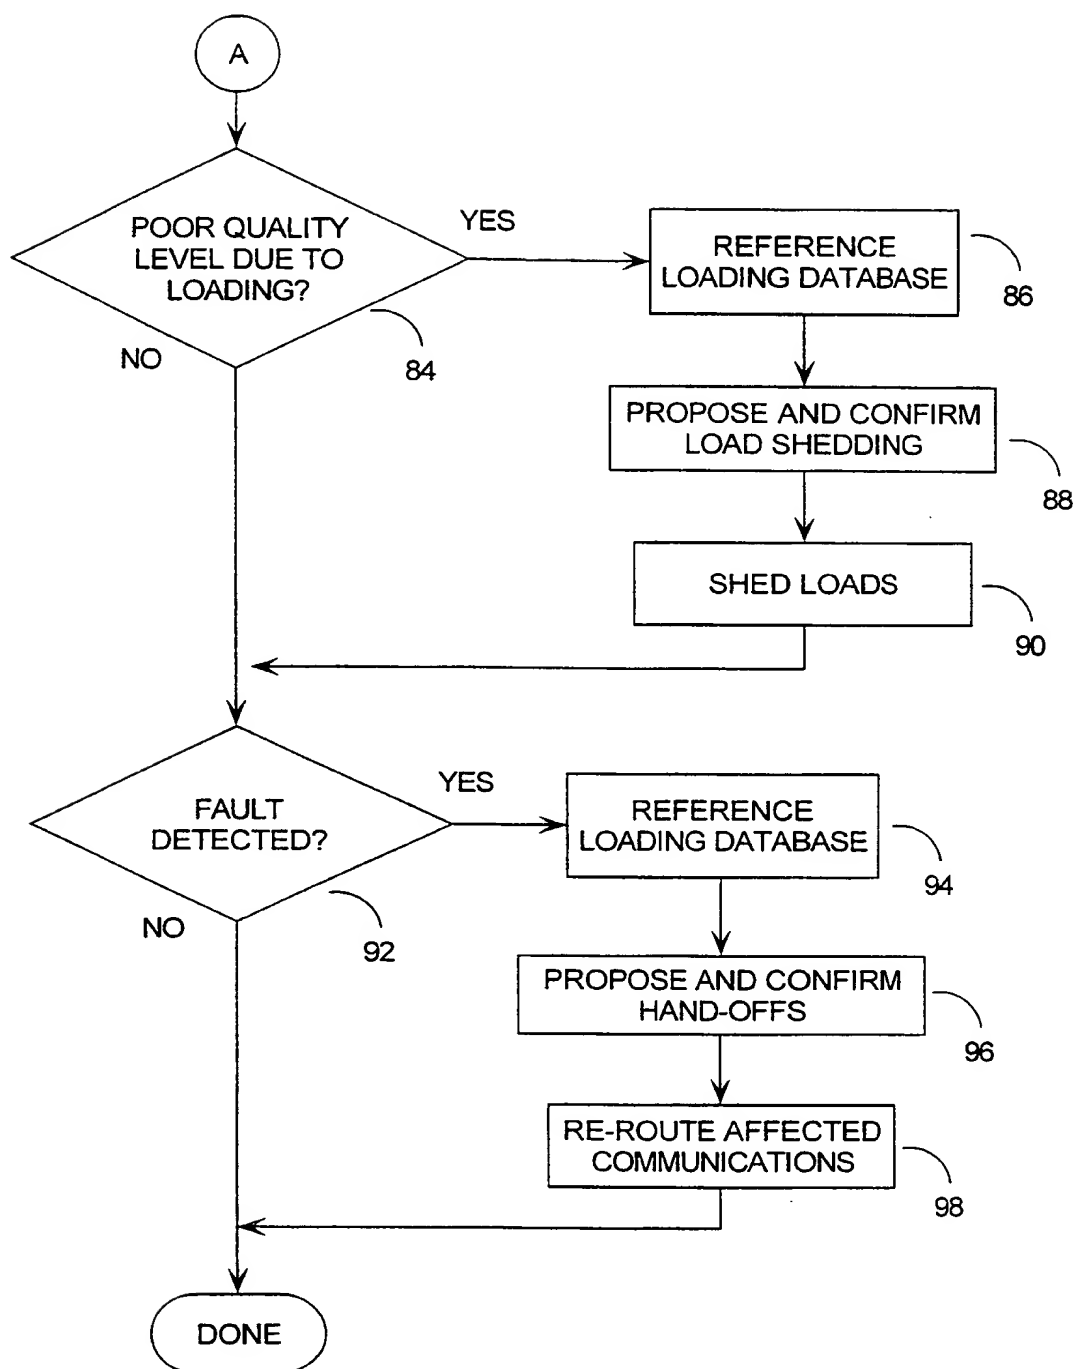 A
POOR QUALITY
LEVEL DUE TO
LOADING?
YES
NO
84
REFERENCE
LOADING DATABASE
86
PROPOSE AND CONFIRM
LOAD SHEDDING
88
SHED LOADS
90
FAULT
DETECTED?
YES
NO
92
REFERENCE
LOADING DATABASE
94
PROPOSE AND CONFIRM
HAND-OFFS
96
RE-ROUTE AFFECTED
COMMUNICATIONS
98
DONE